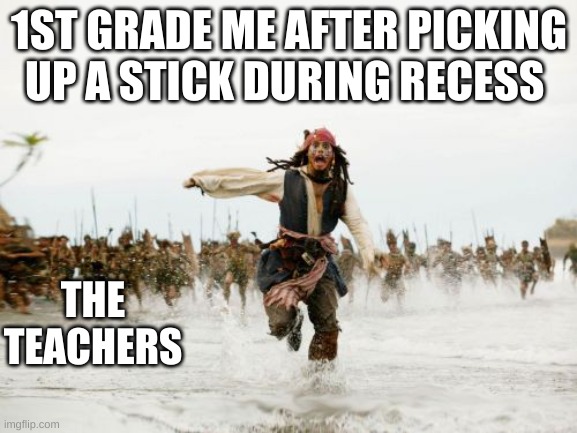 1ST GRADE ME AFTER PICKING
UP A STICK DURING RECESS
THE
TEACHERS
imgflip.com